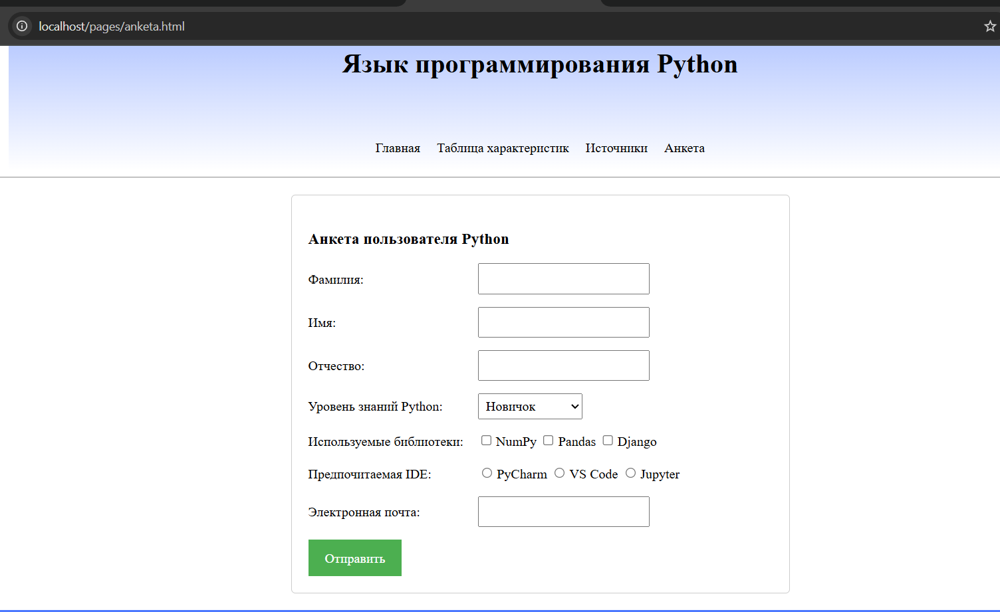 localhost/pages/anketa.html
Язык программирования Python
Главная Таблица характеристик Источники Анкета
Анкета пользователя Python
Фамилия:
Имя:
Отчество:
Уровень знаний Python: Новичок
Используемые библиотеки: NumPy Pandas Django
Предпочитаемая IDE: PyCharm VS Code Jupyter
Электронная почта:
Отправить